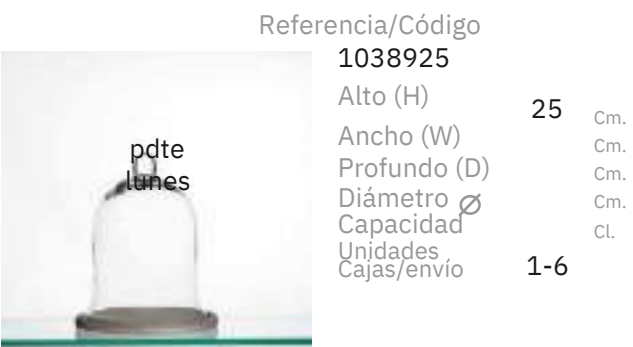 Referencia/Código
1038925
Alto (H) 25 Cm.
Ancho (W) Cm.
Profundo (D) Cm.
Diámetro Ø Cm.
Capacidad Cl.
Unidades
Cajas/envío 1-6
pdte
lunes